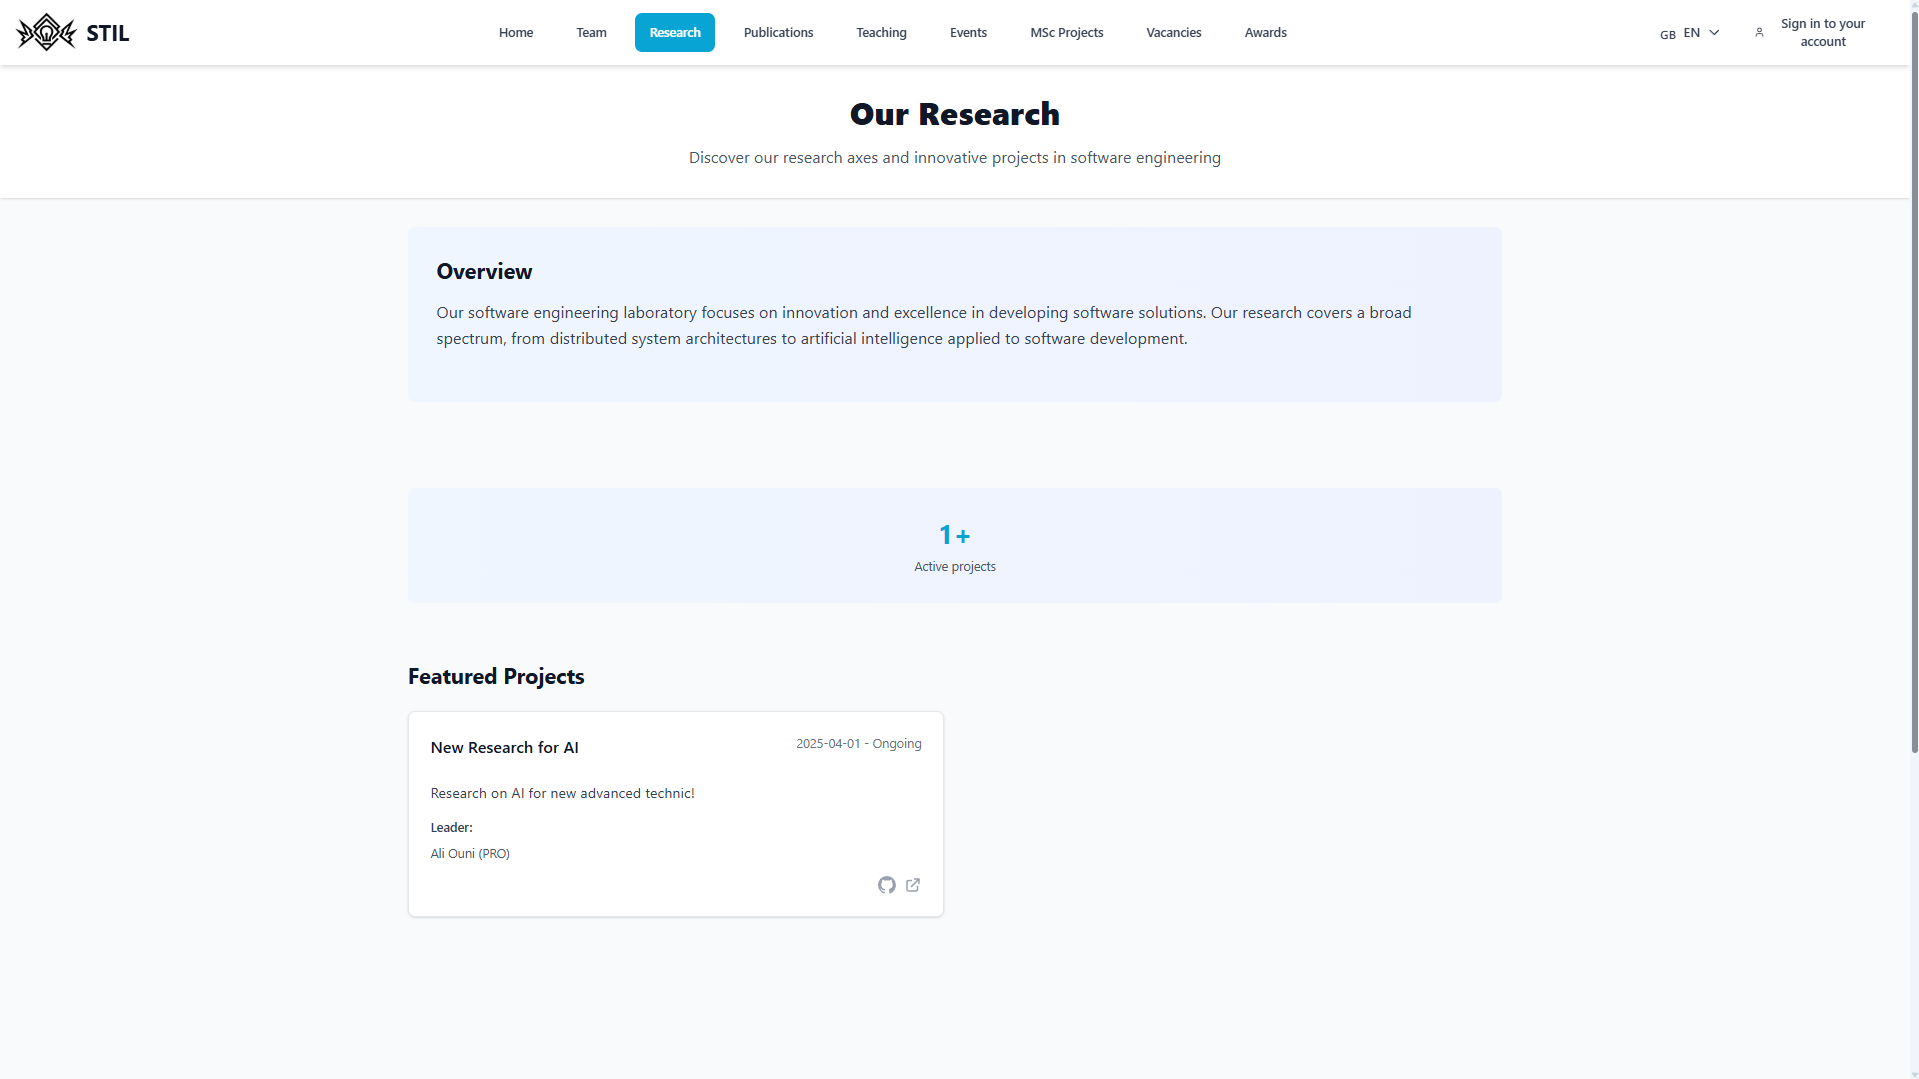 STIL
Home
Team
Research
Publications
Teaching
Events
MSc Projects
Vacancies
Awards
GB EN
Sign in to your
account
Our Research
Discover our research axes and innovative projects in software engineering
Overview
Our software engineering laboratory focuses on innovation and excellence in developing software solutions. Our research covers a broad
spectrum, from distributed system architectures to artificial intelligence applied to software development.
1+
Active projects
Featured Projects
New Research for AI
2025-04-01 - Ongoing
Research on AI for new advanced technic!
Leader:
Ali Ouni (PRO)